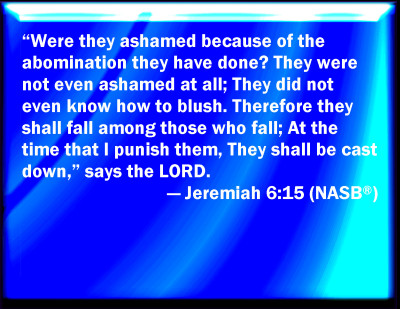 “Were they ashamed because of the
abomination they have done? They were
not even ashamed at all; They did not
even know how to blush. Therefore they
shall fall among those who fall; At the
time that I punish them, They shall be cast
down,” says the LORD.
— Jeremiah 6:15 (NASB®)